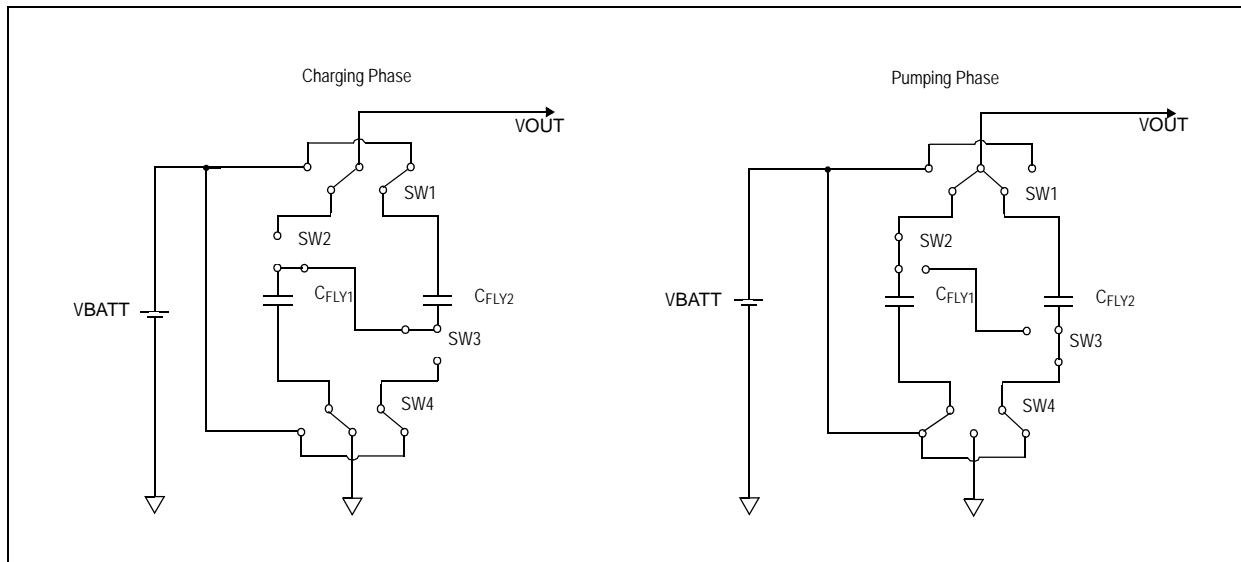 Charging Phase
VOUT
SW1
SW2
CFLY1
CFLY2
VBATT
SW3
SW4
Pumping Phase
VOUT
SW1
SW2
CFLY1
CFLY2
VBATT
SW3
SW4